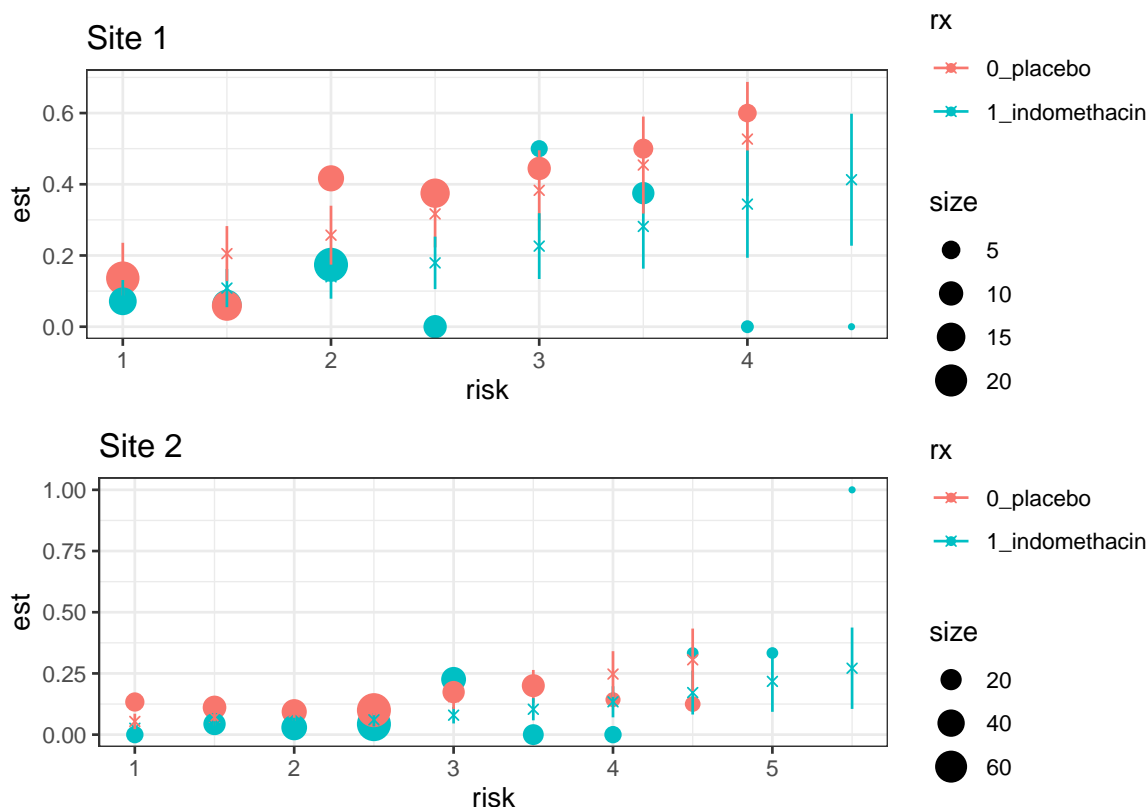 Site 1
est
0.6
0.4
0.2
0.0
1 2 3 4
risk
rx
0_placebo
1_indomethacin
size
5
10
15
20
Site 2
est
1.00
0.75
0.50
0.25
0.00
1 2 3 4 5
risk
rx
0_placebo
1_indomethacin
size
20
40
60